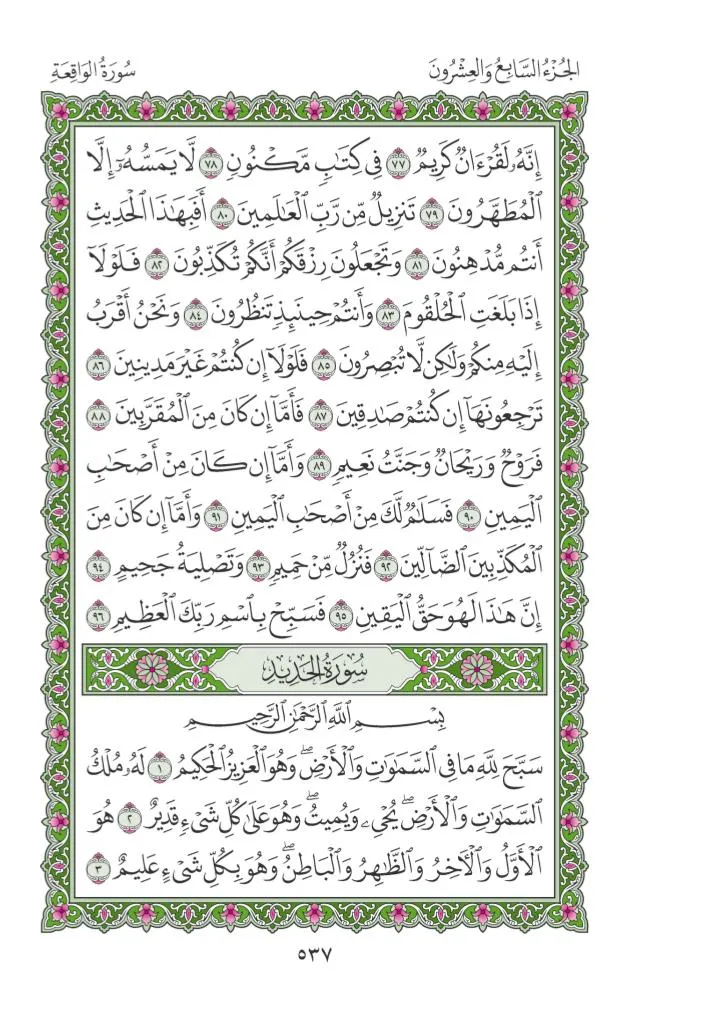 الجُزْءُ السَّابِعُ وَالعِشْرُونَ
سُورَةُ الوَاقِعَةِ
إِنَّهُۥ لَقُرْءَانٌ كَرِيمٌ ٧٧ فِي كِتَٰبٍ مَّكْنُونٍ ٧٨ لَّا يَمَسُّهُۥٓ إِلَّا
ٱلْمُطَهَّرُونَ ٧٩ تَنزِيلٌ مِّن رَّبِّ ٱلْعَٰلَمِينَ ٨٠ أَفَبِهَٰذَا ٱلْحَدِيثِ
أَنتُم مُّدْهِنُونَ ٨١ وَتَجْعَلُونَ رِزْقَكُمْ أَنَّكُمْ تُكَذِّبُونَ ٨٢ فَلَوْلَآ
إِذَا بَلَغَتِ ٱلْحُلْقُومَ ٨٣ وَأَنتُمْ حِينَئِذٍ تَنظُرُونَ ٨٤ وَنَحْنُ أَقْرَبُ
إِلَيْهِ مِنكُمْ وَلَٰكِن لَّا تُبْصِرُونَ ٨٥ فَلَوْلَآ إِن كُنتُمْ غَيْرَ مَدِينِينَ ٨٦
تَرْجِعُونَهَآ إِن كُنتُمْ صَٰدِقِينَ ٨٧ فَأَمَّآ إِن كَانَ مِنَ ٱلْمُقَرَّبِينَ ٨٨
فَرَوْحٌ وَرَيْحَانٌ وَجَنَّتُ نَعِيمٍ ٨٩ وَأَمَّآ إِن كَانَ مِنْ أَصْحَٰبِ
ٱلْيَمِينِ ٩٠ فَسَلَٰمٌ لَّكَ مِنْ أَصْحَٰبِ ٱلْيَمِينِ ٩١ وَأَمَّآ إِن كَانَ مِنَ
ٱلْمُكَذِّبِينَ ٱلضَّآلِّينَ ٩٢ فَنُزُلٌ مِّنْ حَمِيمٍ ٩٣ وَتَصْلِيَةُ جَحِيمٍ ٩٤
إِنَّ هَٰذَا لَهُوَ حَقُّ ٱلْيَقِينِ ٩٥ فَسَبِّحْ بِٱسْمِ رَبِّكَ ٱلْعَظِيمِ ٩٦
سُورَةُ الحَدِيدِ
بِسْمِ ٱللَّهِ ٱلرَّحْمَٰنِ ٱلرَّحِيمِ
سَبَّحَ لِلَّهِ مَا فِي ٱلسَّمَٰوَٰتِ وَٱلْأَرْضِۖ وَهُوَ ٱلْعَزِيزُ ٱلْحَكِيمُ ١ لَهُۥ مُلْكُ
ٱلسَّمَٰوَٰتِ وَٱلْأَرْضِۖ يُحْيِۦ وَيُمِيتُۖ وَهُوَ عَلَىٰ كُلِّ شَيْءٍ قَدِيرٌ ٢ هُوَ
ٱلْأَوَّلُ وَٱلْءَاخِرُ وَٱلظَّٰهِرُ وَٱلْبَاطِنُۖ وَهُوَ بِكُلِّ شَيْءٍ عَلِيمٌ ٣
٥٣٧